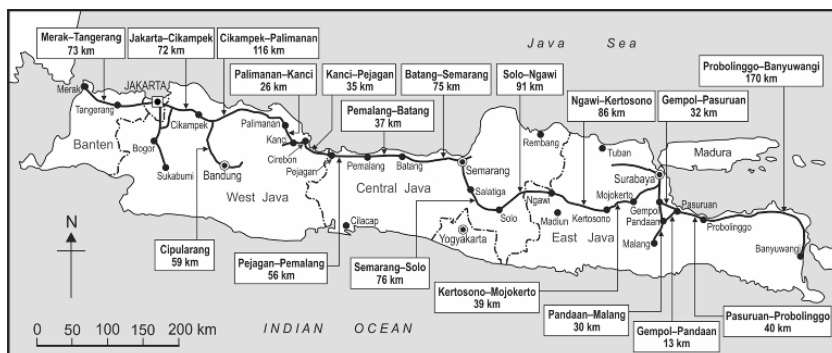 Merak–Tangerang
73 km
Jakarta–Cikampek
72 km
Cikampek–Palimanan
116 km
Java Sea
Probolinggo–Banyuwangi
170 km
Palimanan–Kanci
26 km
Kanci–Pejagan
35 km
Batang–Semarang
75 km
Solo–Ngawi
91 km
Ngawi–Kertosono
86 km
Gempol–Pasuruan
32 km
Pemalang–Batang
37 km
Merak
JAKARTA
Tangerang
Cikampek
Palimanan
Kanci
Cirebon
Pejagan
Banten
Bogor
Sukabumi
Bandung
West Java
Pemalang
Batang
Central Java
Semarang
Salatiga
Solo
Rembang
Tuban
Madura
Surabaya
Ngawi
Madiun
Mojokerto
Kertosono
Gempol
Pandaan
Pasuruan
Probolinggo
Malang
East Java
Banyuwang
Cilacap
Yogyakarta
N
Cipularang
59 km
Pejagan–Pemalang
56 km
Semarang–Solo
76 km
Kertosono–Mojokerto
39 km
Pandaan–Malang
30 km
Gempol–Pandaan
13 km
Pasuruan–Probolinggo
40 km
0 50 100 150 200 km
INDIAN OCEAN